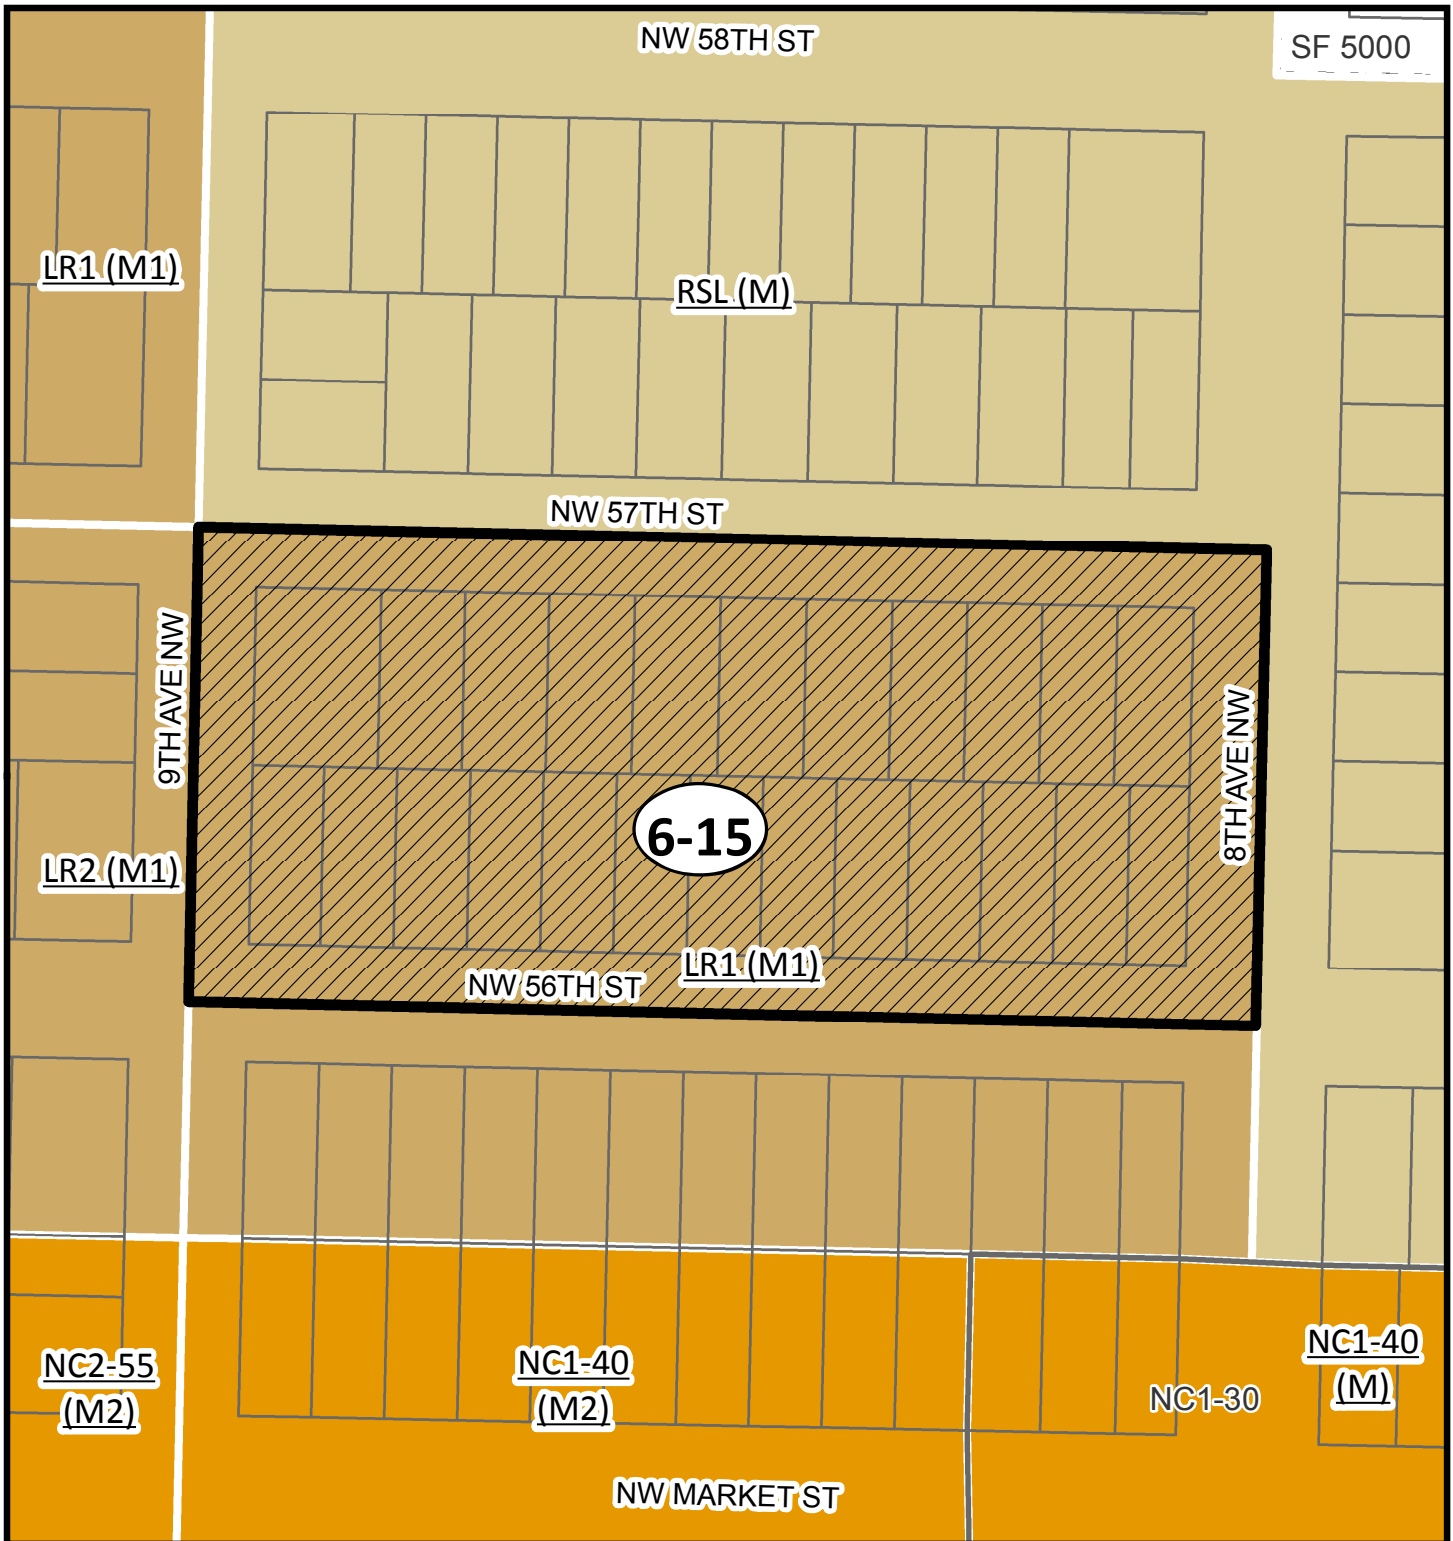 NW 58TH ST
SF 5000
LR1 (M1)
RSL (M)
NW 57TH ST
9TH AVE NW
8TH AVE NW
6-15
LR2 (M1)
LR1 (M1)
NW 56TH ST
NC2-55
(M2)
NC1-40
(M2)
NC1-30
NC1-40
(M)
NW MARKET ST